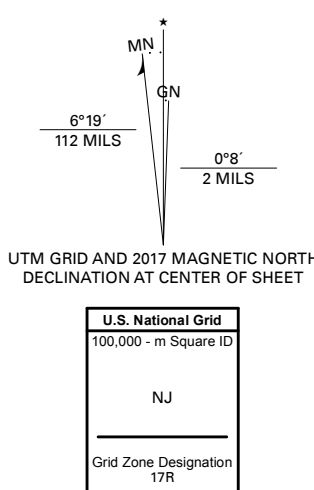 ★
MN
GN
6°19´
112 MILS
0°8´
2 MILS
UTM GRID AND 2017 MAGNETIC NORTH
DECLINATION AT CENTER OF SHEET
U.S. National Grid
100,000 - m Square ID
NJ
Grid Zone Designation
17R